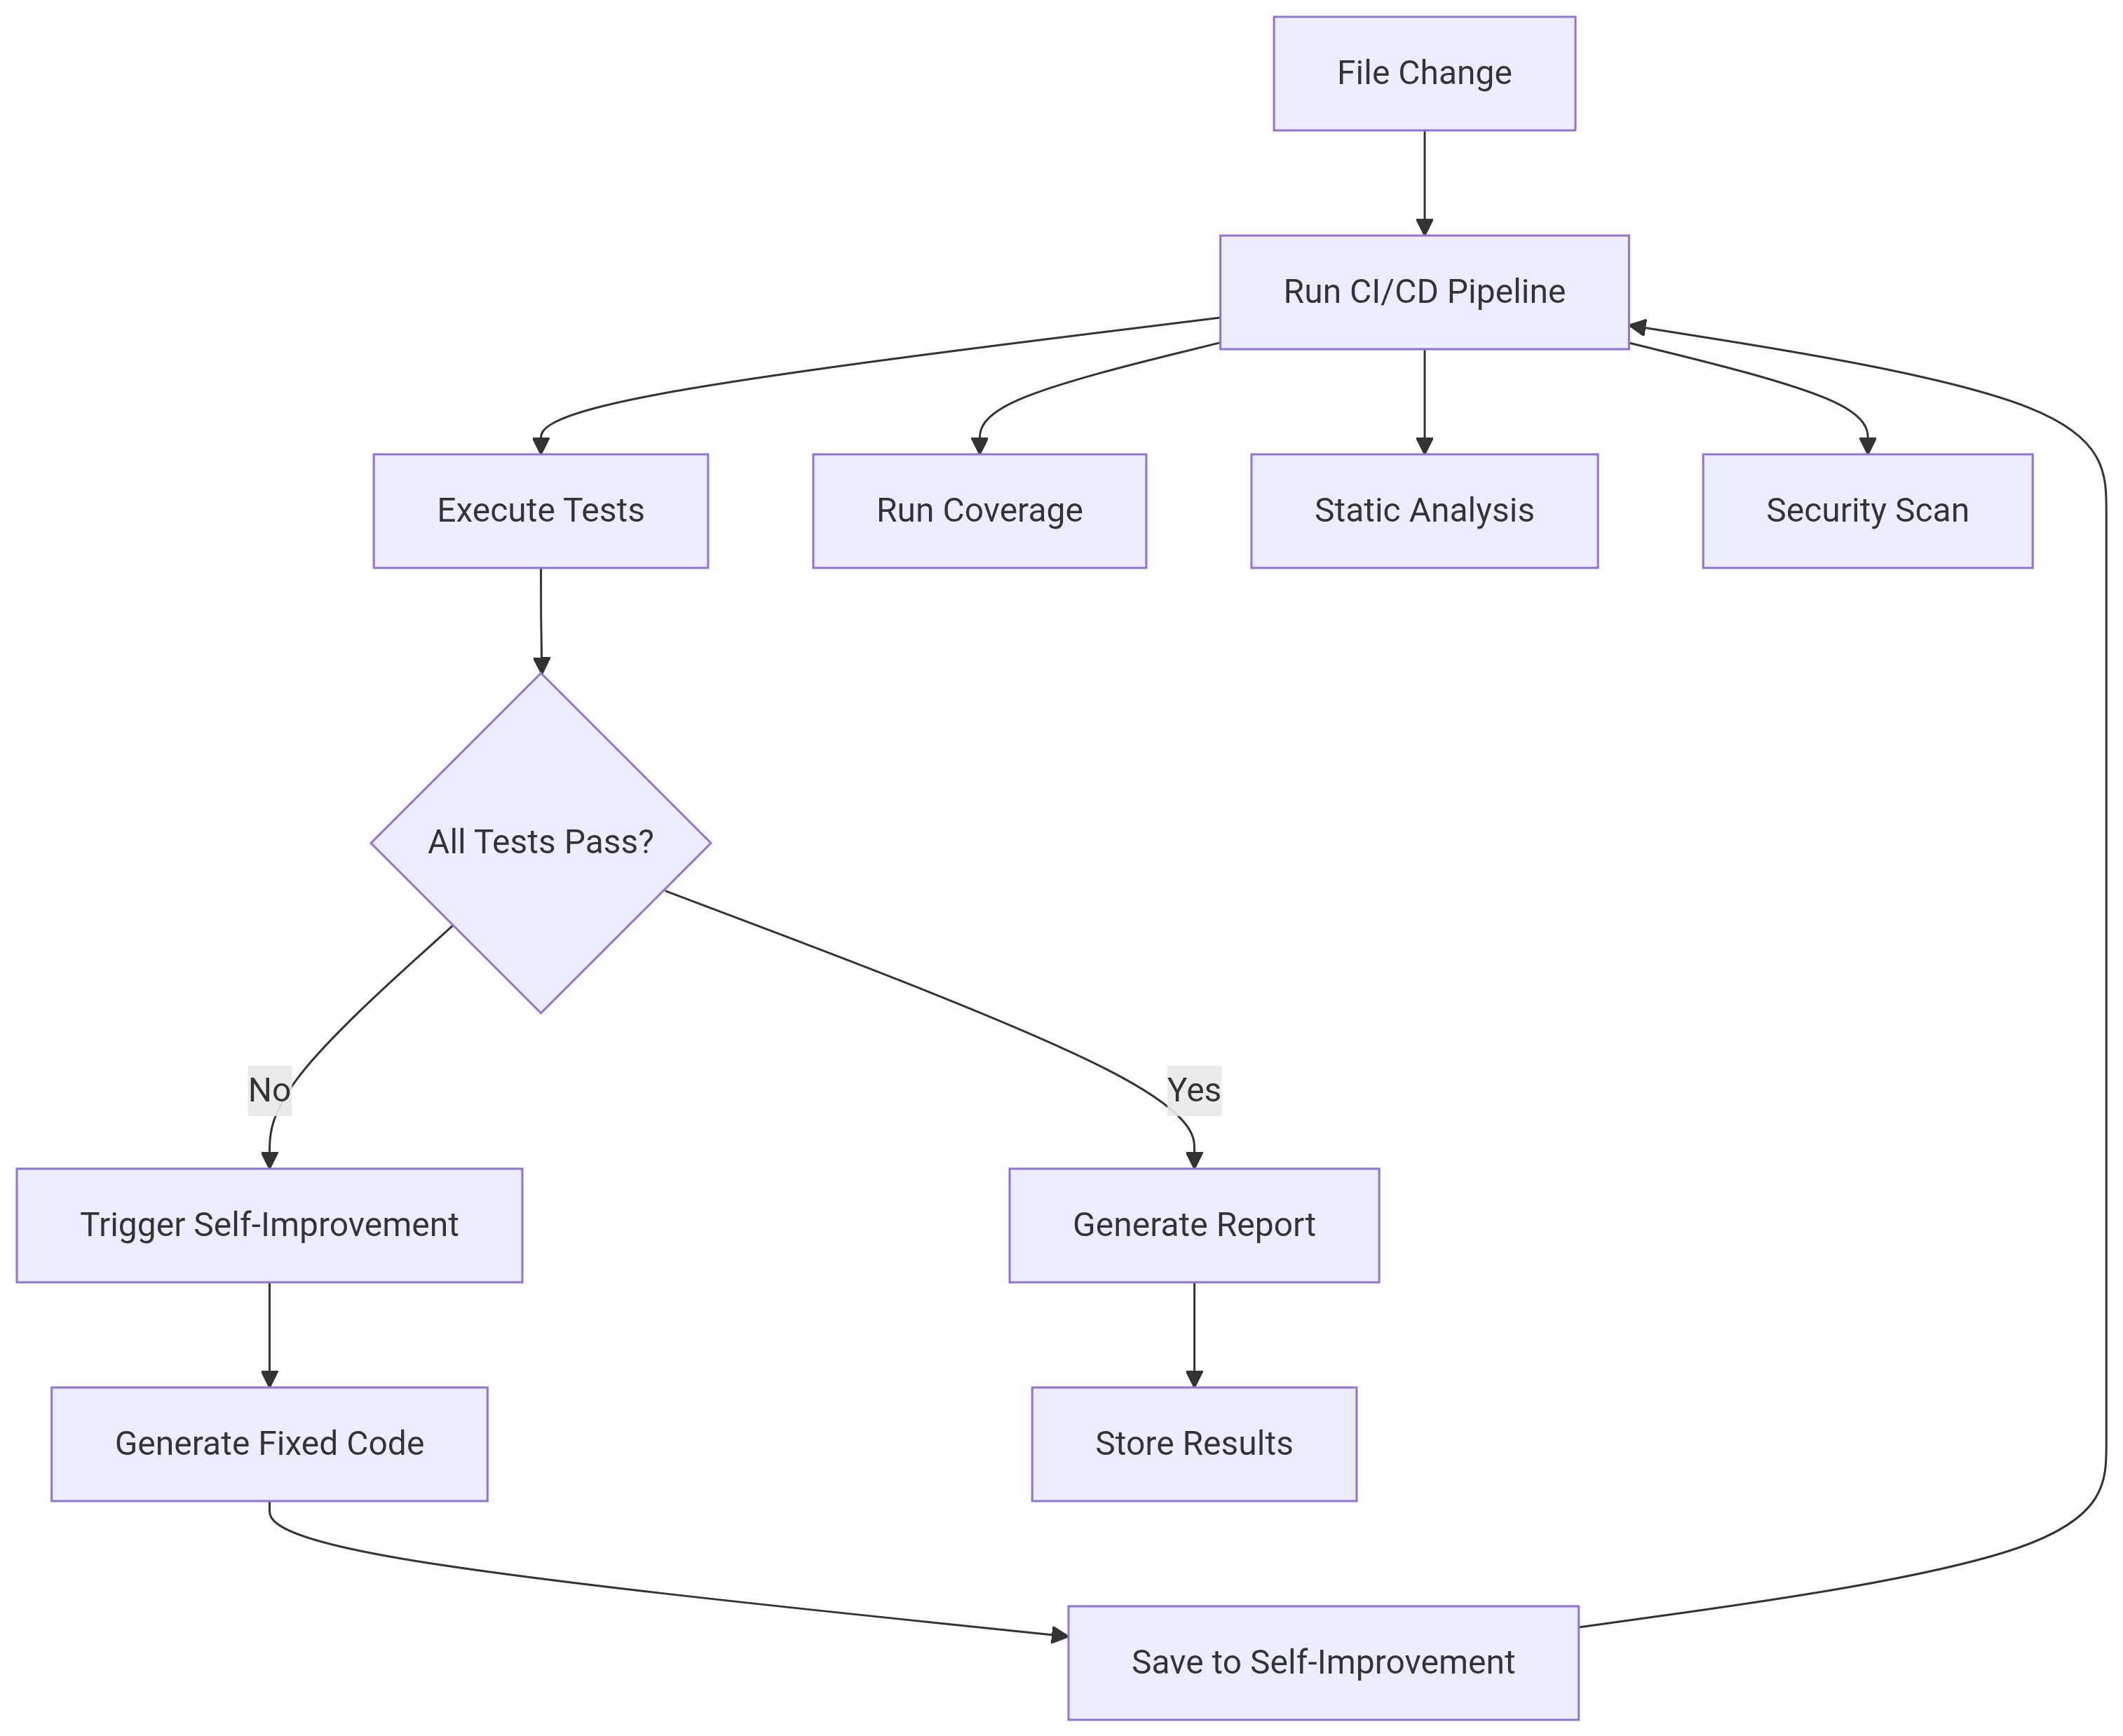 File Change
Run CI/CD Pipeline
Execute Tests
Run Coverage
Static Analysis
Security Scan
All Tests Pass?
No
Yes
Trigger Self-Improvement
Generate Report
Generate Fixed Code
Store Results
Save to Self-Improvement